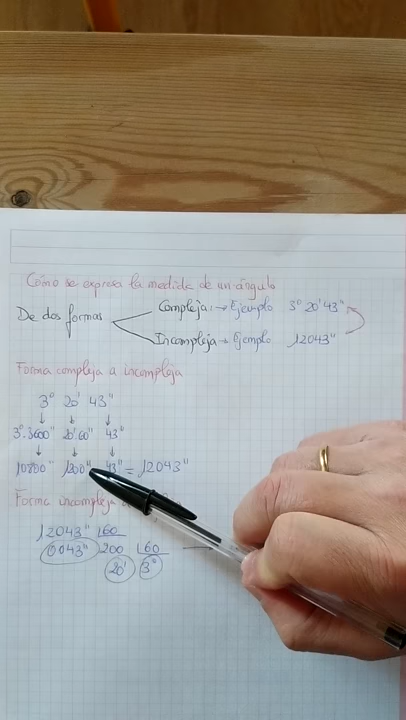 Cómo se expresa la medida de un ángulo
De dos formas
Compleja: → Ejemplo 3° 20' 43"
Incompleja → Ejemplo 12043"
Forma compleja a incompleja
3° 20' 43"
3°·3600" 20'·60" 43"
10800" 1200" 43" = 12043"
Forma incompleja
12043" 60
0043" 200 60
20' 3°